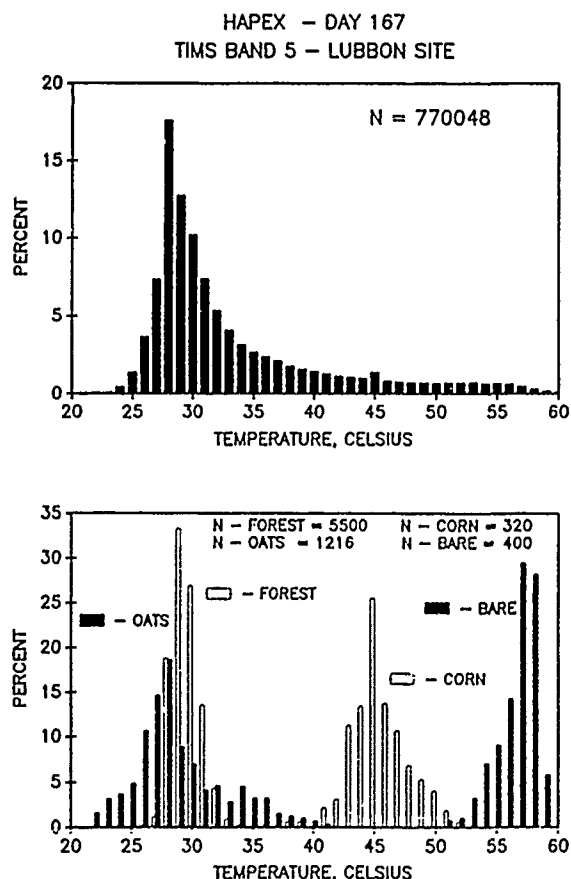 HAPEX – DAY 167
TIMS BAND 5 – LUBBON SITE
N = 770048
PERCENT
20
15
10
5
0
20 25 30 35 40 45 50 55 60
TEMPERATURE, CELSIUS
N – FOREST = 5500 N – CORN = 320
N – OATS = 1216 N – BARE = 400
– FOREST
– OATS
– BARE
– CORN
PERCENT
35
30
25
20
15
10
5
0
20 25 30 35 40 45 50 55 60
TEMPERATURE, CELSIUS